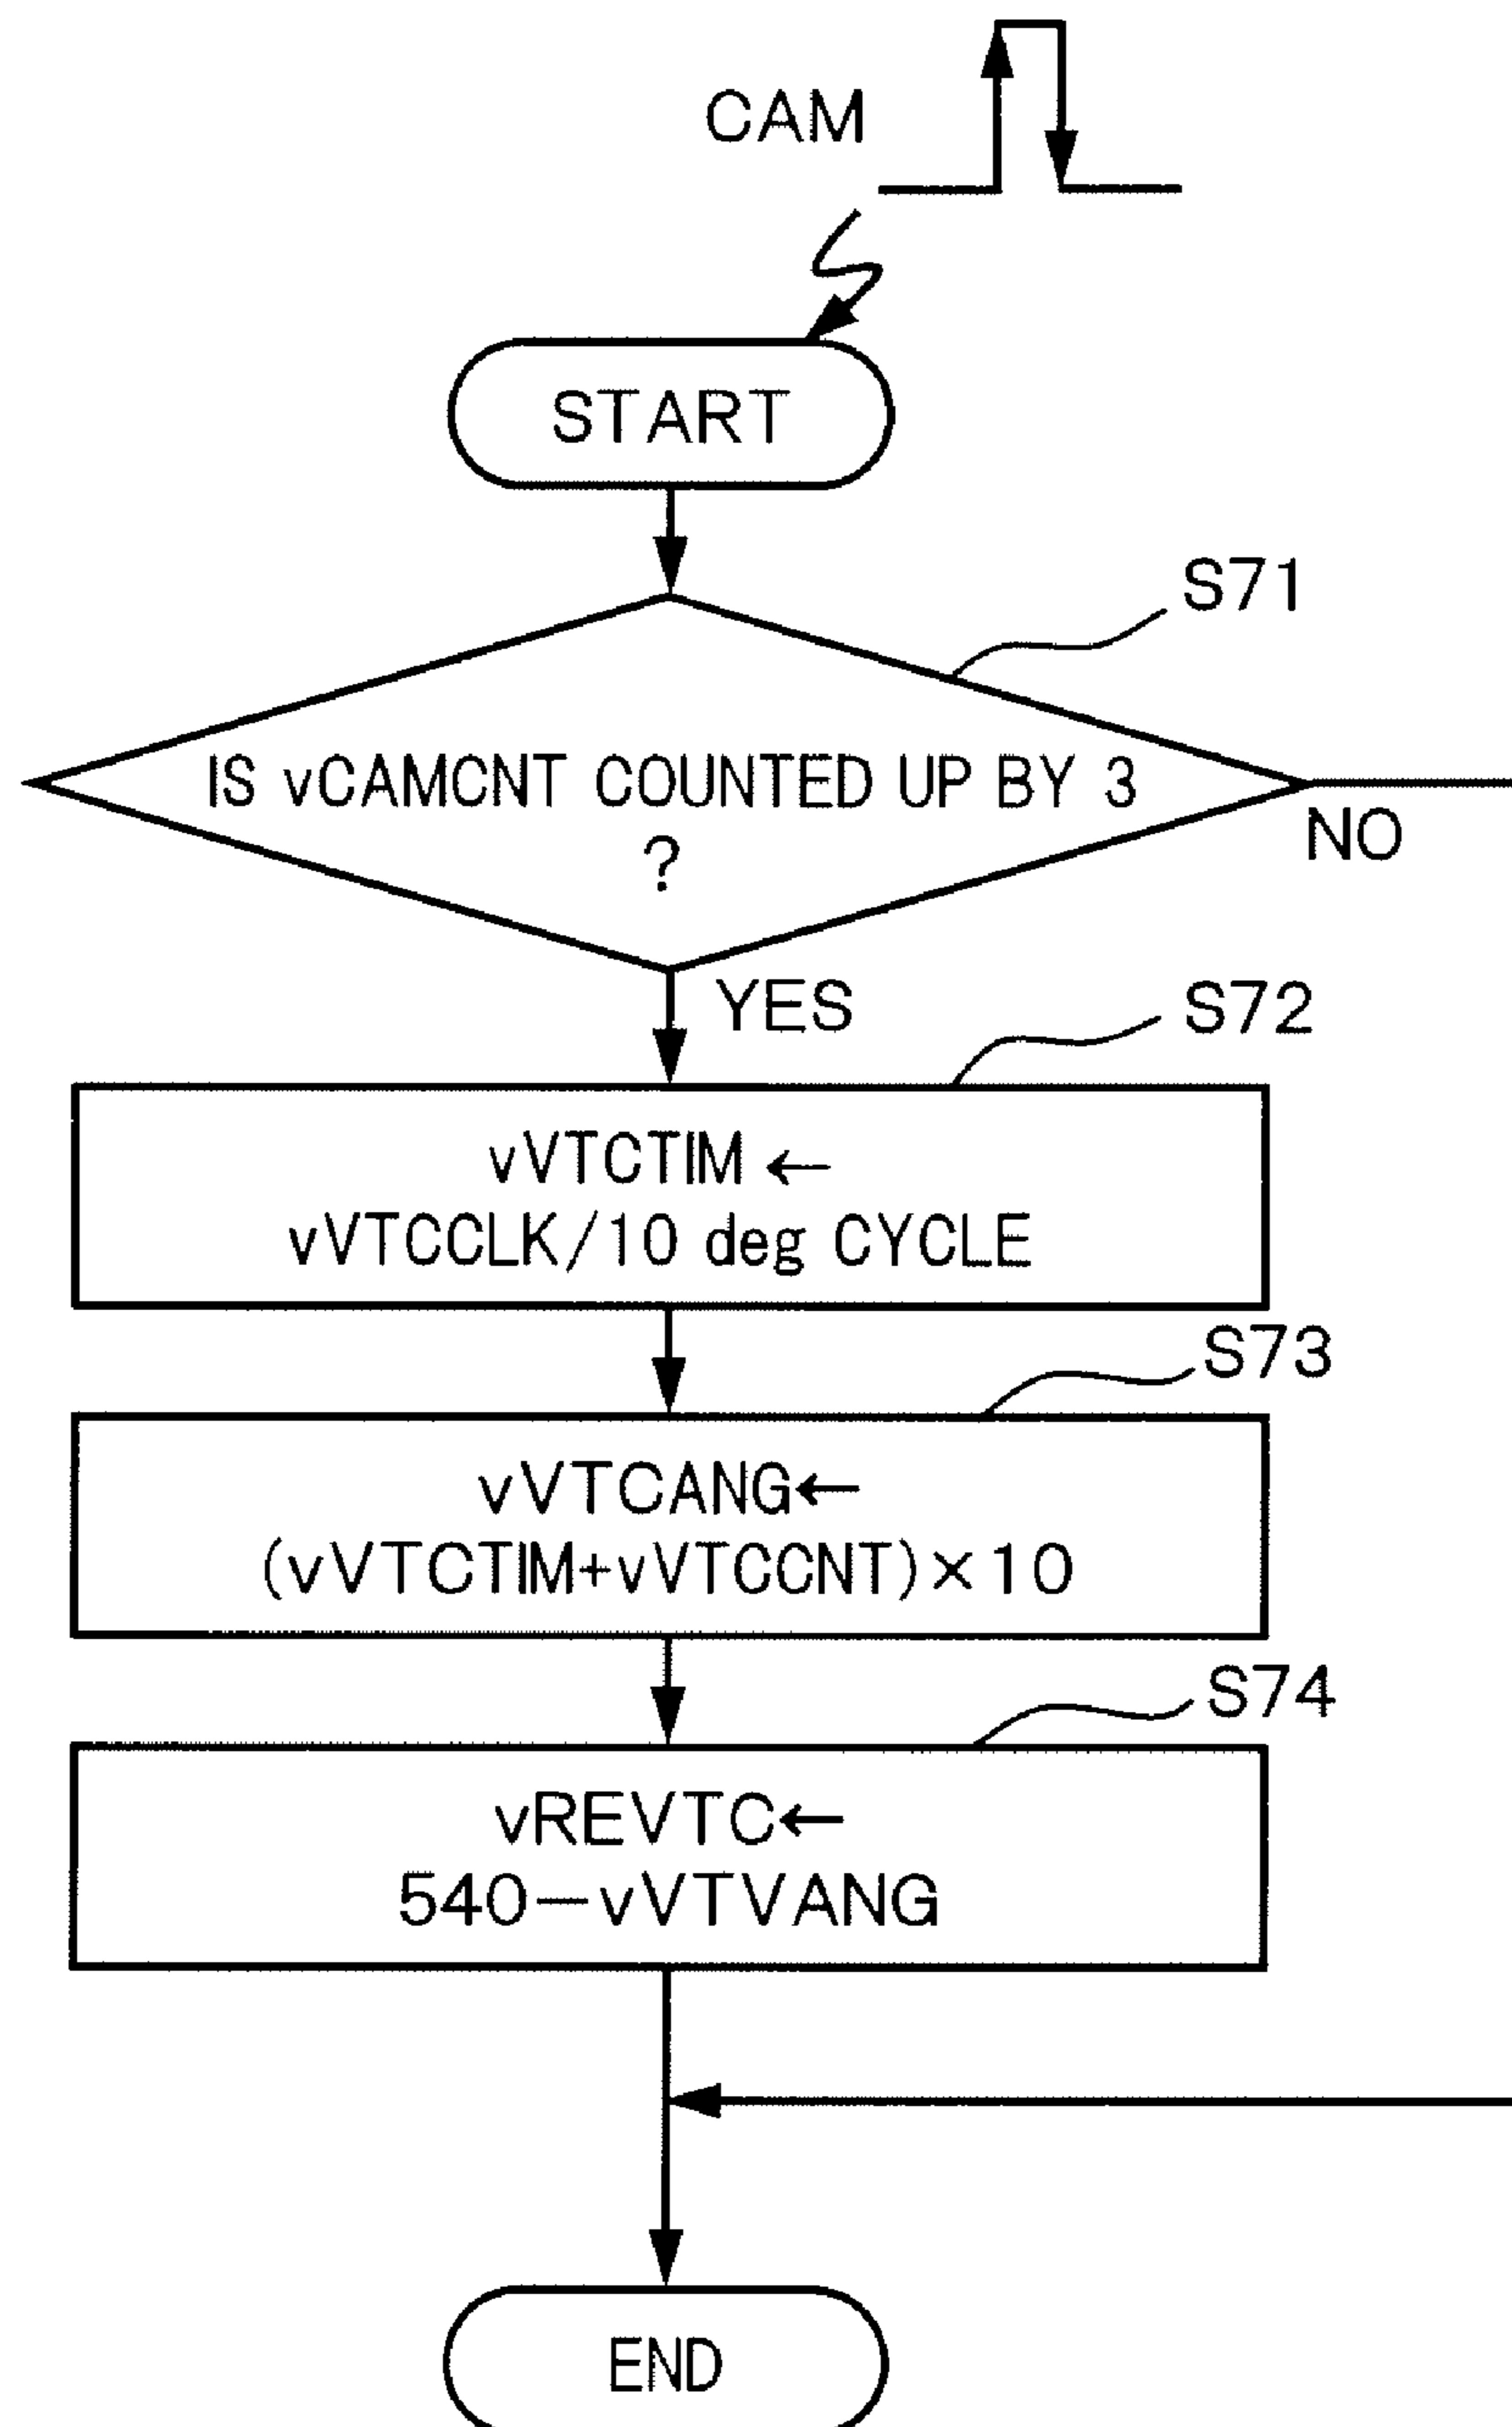 CAM
START
S71
IS vCAMCNT COUNTED UP BY 3
?
NO
YES
S72
vVTCTIM ←
vVTCCLK/10 deg CYCLE
S73
vVTCANG←
(vVTCTIM+vVTCCNT)×10
S74
vREVTC←
540-vVTVANG
END